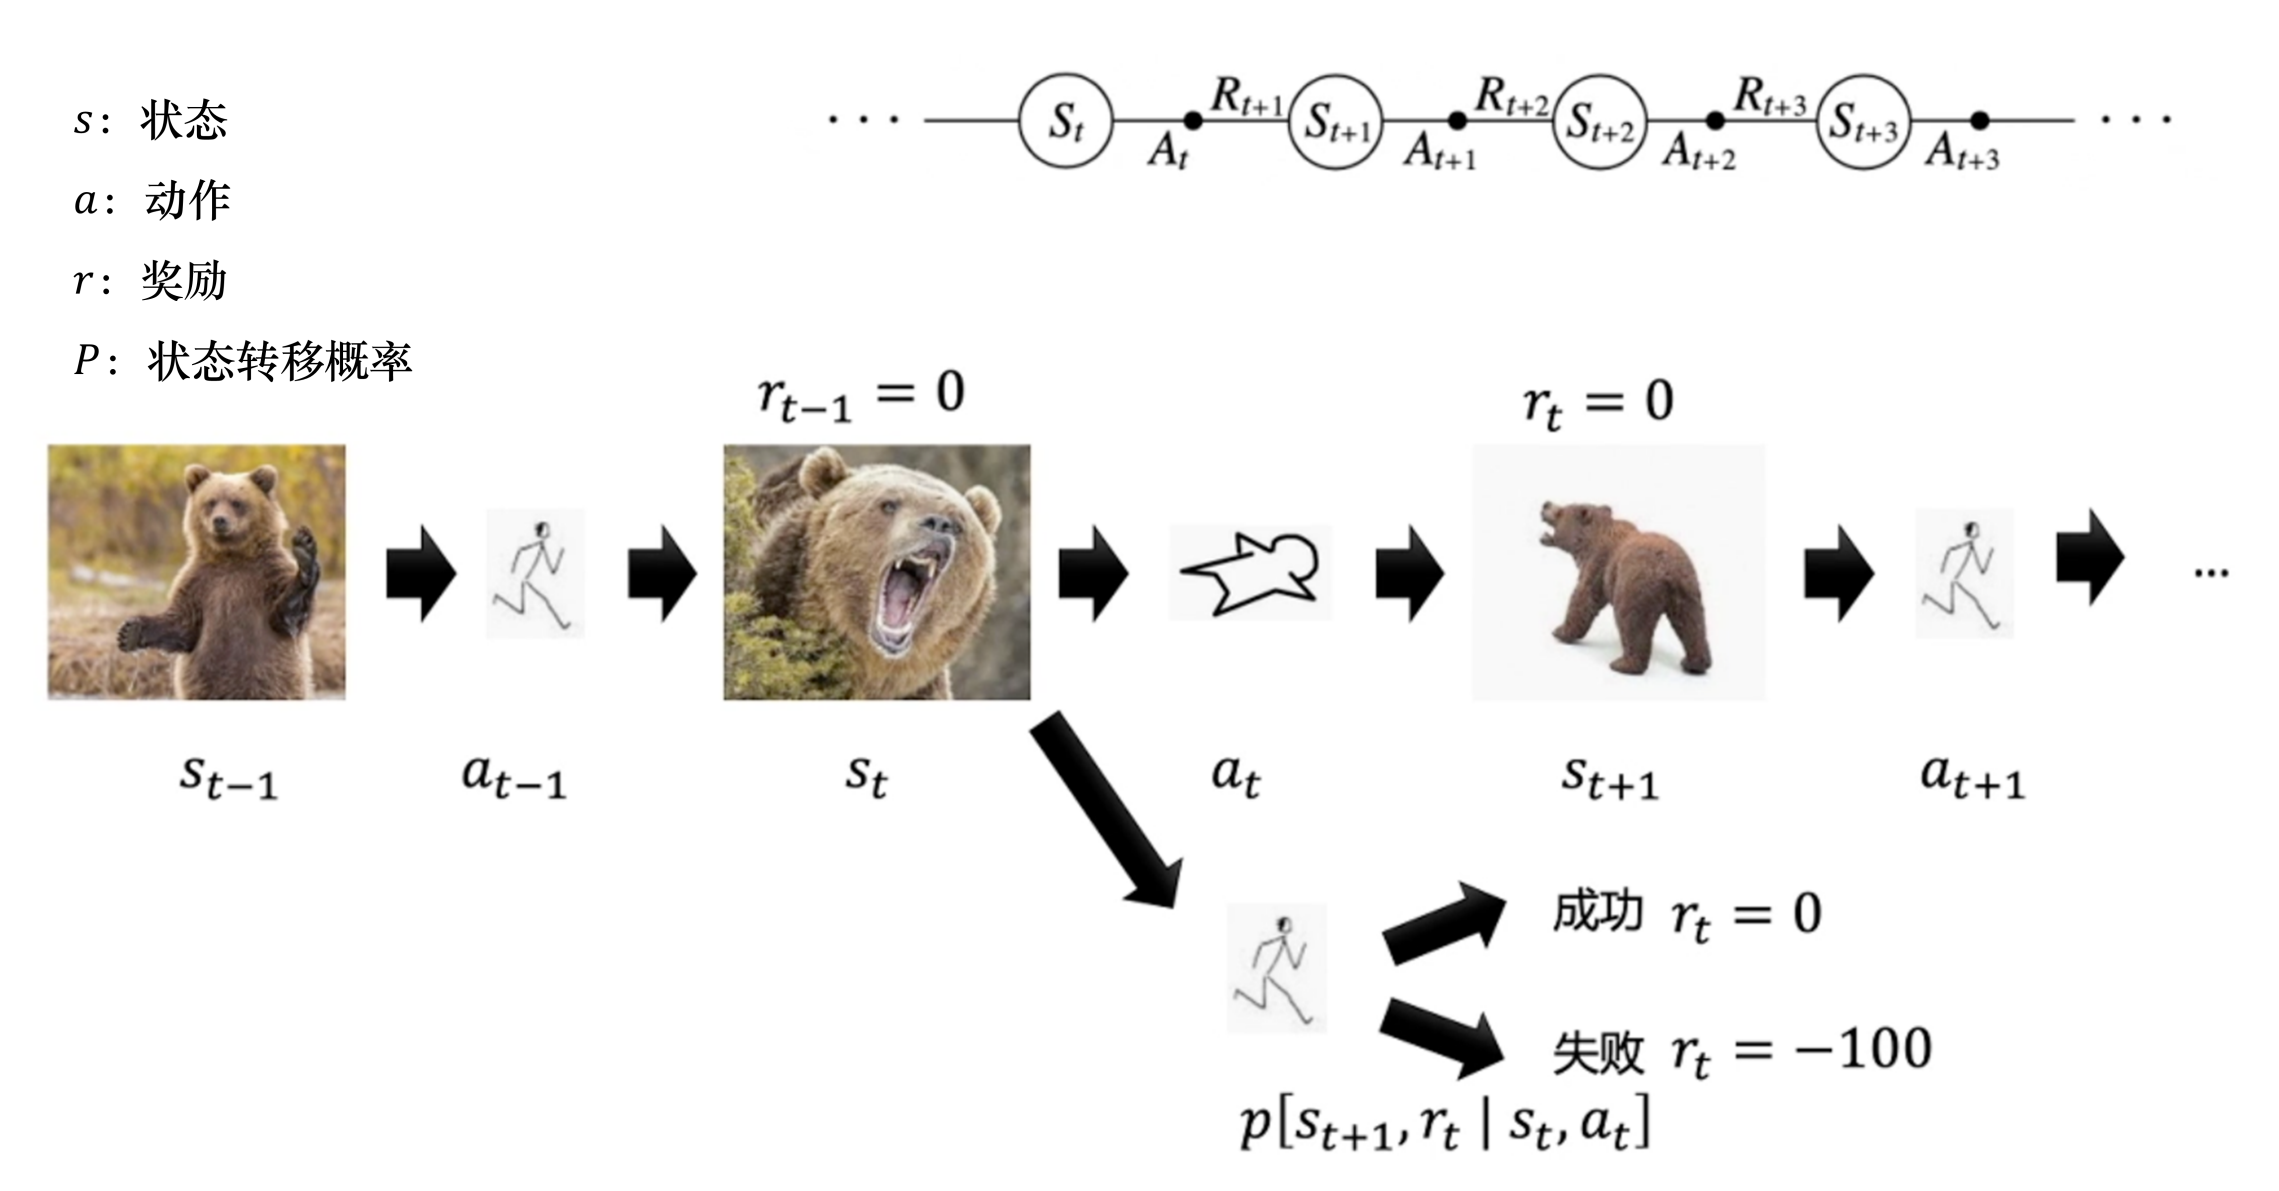 s：状态
a：动作
r：奖励
P：状态转移概率
··· S_t A_t R_{t+1} S_{t+1} A_{t+1} R_{t+2} S_{t+2} A_{t+2} R_{t+3} S_{t+3} A_{t+3} ···
r_{t−1} = 0
r_t = 0
...
s_{t−1}
a_{t−1}
s_t
a_t
s_{t+1}
a_{t+1}
成功 r_t = 0
失败 r_t = −100
p[s_{t+1}, r_t | s_t, a_t]